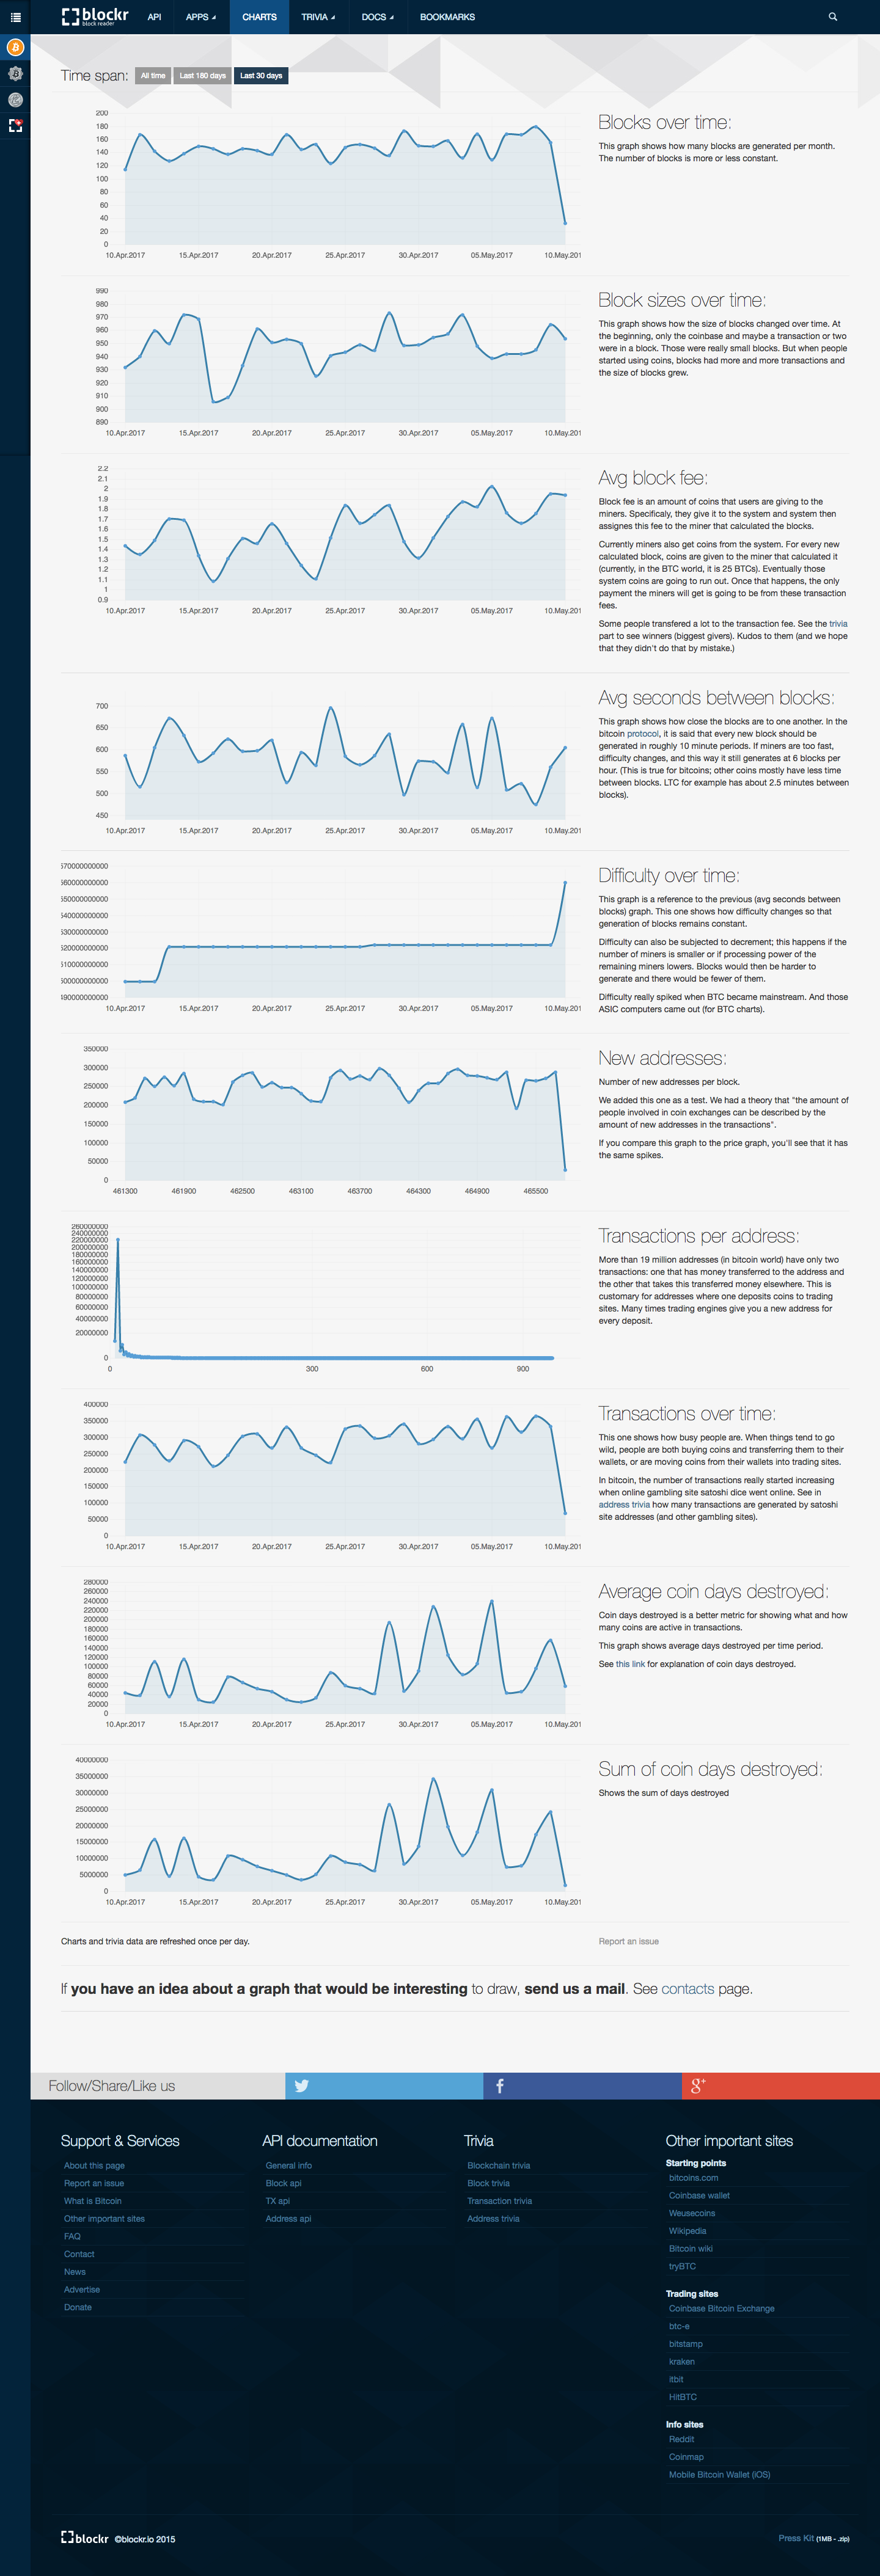 blockr
block reader
API
APPS
CHARTS
TRIVIA
DOCS
BOOKMARKS
Time span:
All time
Last 180 days
Last 30 days
200
180
160
140
120
100
80
60
40
20
0
10.Apr.2017
15.Apr.2017
20.Apr.2017
25.Apr.2017
30.Apr.2017
05.May.2017
10.May.201
Blocks over time:
This graph shows how many blocks are generated per month.
The number of blocks is more or less constant.
990
980
970
960
950
940
930
920
910
900
890
10.Apr.2017
15.Apr.2017
20.Apr.2017
25.Apr.2017
30.Apr.2017
05.May.2017
10.May.201
Block sizes over time:
This graph shows how the size of blocks changed over time. At
the beginning, only the coinbase and maybe a transaction or two
were in a block. Those were really small blocks. But when people
started using coins, blocks had more and more transactions and
the size of blocks grew.
2.2
2.1
2
1.9
1.8
1.7
1.6
1.5
1.4
1.3
1.2
1.1
1
0.9
10.Apr.2017
15.Apr.2017
20.Apr.2017
25.Apr.2017
30.Apr.2017
05.May.2017
10.May.201
Avg block fee:
Block fee is an amount of coins that users are giving to the
miners. Specificaly, they give it to the system and system then
assigns this fee to the miner that calculated the blocks.
Currently miners also get coins from the system. For every new
calculated block, coins are given to the miner that calculated it
(currently, in the BTC world, it is 25 BTCs). Eventually those
system coins are going to run out. Once that happens, the only
payment the miners will get is going to be from these transaction
fees.
Some people transfered a lot to the transaction fee. See the trivia
part to see winners (biggest givers). Kudos to them (and we hope
that they didn't do that by mistake.)
700
650
600
550
500
450
10.Apr.2017
15.Apr.2017
20.Apr.2017
25.Apr.2017
30.Apr.2017
05.May.2017
10.May.201
Avg seconds between blocks:
This graph shows how close the blocks are to one another. In the
bitcoin protocol, it is said that every new block should be
generated in roughly 10 minute periods. If miners are too fast,
difficulty changes, and this way it still generates at 6 blocks per
hour. (This is true for bitcoins; other coins mostly have less time
between blocks. LTC for example has about 2.5 minutes between
blocks).
570000000000
560000000000
550000000000
540000000000
530000000000
520000000000
510000000000
500000000000
490000000000
10.Apr.2017
15.Apr.2017
20.Apr.2017
25.Apr.2017
30.Apr.2017
05.May.2017
10.May.201
Difficulty over time:
This graph is a reference to the previous (avg seconds between
blocks) graph. This one shows how difficulty changes so that
generation of blocks remains constant.
Difficulty can also be subjected to decrement; this happens if the
number of miners is smaller or if processing power of the
remaining miners lowers. Blocks would then be harder to
generate and there would be fewer of them.
Difficulty really spiked when BTC became mainstream. And those
ASIC computers came out (for BTC charts).
350000
300000
250000
200000
150000
100000
50000
0
461300
461900
462500
463100
463700
464300
464900
465500
New addresses:
Number of new addresses per block.
We added this one as a test. We had a theory that "the amount of
people involved in coin exchanges can be described by the
amount of new addresses in the transactions".
If you compare this graph to the price graph, you'll see that it has
the same spikes.
260000000
240000000
220000000
200000000
180000000
160000000
140000000
120000000
100000000
80000000
60000000
40000000
20000000
0
0
300
600
900
Transactions per address:
More than 19 million addresses (in bitcoin world) have only two
transactions: one that has money transferred to the address and
the other that takes this transferred money elsewhere. This is
customary for addresses where one deposits coins to trading
sites. Many times trading engines give you a new address for
every deposit.
400000
350000
300000
250000
200000
150000
100000
50000
0
10.Apr.2017
15.Apr.2017
20.Apr.2017
25.Apr.2017
30.Apr.2017
05.May.2017
10.May.201
Transactions over time:
This one shows how busy people are. When things tend to go
wild, people are both buying coins and transferring them to their
wallets, or are moving coins from their wallets into trading sites.
In bitcoin, the number of transactions really started increasing
when online gambling site satoshi dice went online. See in
address trivia how many transactions are generated by satoshi
site addresses (and other gambling sites).
280000
260000
240000
220000
200000
180000
160000
140000
120000
100000
80000
60000
40000
20000
0
10.Apr.2017
15.Apr.2017
20.Apr.2017
25.Apr.2017
30.Apr.2017
05.May.2017
10.May.201
Average coin days destroyed:
Coin days destroyed is a better metric for showing what and how
many coins are active in transactions.
This graph shows average days destroyed per time period.
See this link for explanation of coin days destroyed.
40000000
35000000
30000000
25000000
20000000
15000000
10000000
5000000
0
10.Apr.2017
15.Apr.2017
20.Apr.2017
25.Apr.2017
30.Apr.2017
05.May.2017
10.May.201
Sum of coin days destroyed:
Shows the sum of days destroyed
Charts and trivia data are refreshed once per day.
Report an issue
If you have an idea about a graph that would be interesting to draw, send us a mail. See contacts page.
Follow/Share/Like us
Support & Services
About this page
Report an issue
What is Bitcoin
Other important sites
FAQ
Contact
News
Advertise
Donate
API documentation
General info
Block api
TX api
Address api
Trivia
Blockchain trivia
Block trivia
Transaction trivia
Address trivia
Other important sites
Starting points
bitcoins.com
Coinbase wallet
Weusecoins
Wikipedia
Bitcoin wiki
tryBTC
Trading sites
Coinbase Bitcoin Exchange
btc-e
bitstamp
kraken
itbit
HitBTC
Info sites
Reddit
Coinmap
Mobile Bitcoin Wallet (iOS)
blockr ©blockr.io 2015
Press Kit (1MB - .zip)